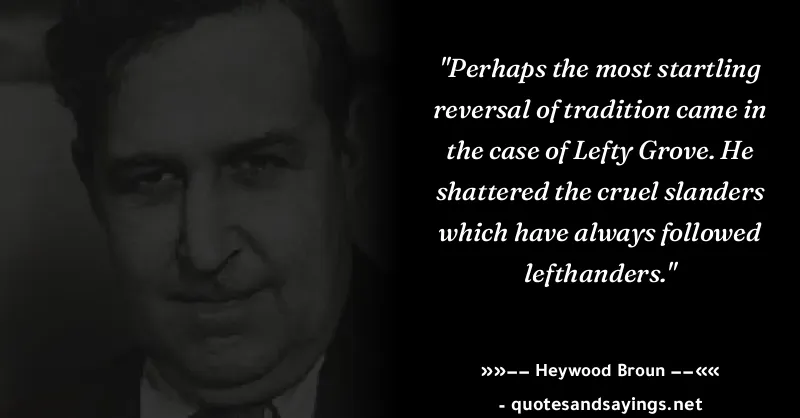 "Perhaps the most startling
reversal of tradition came in
the case of Lefty Grove. He
shattered the cruel slanders
which have always followed
lefthanders."
»»−− Heywood Broun −−««
- quotesandsayings.net